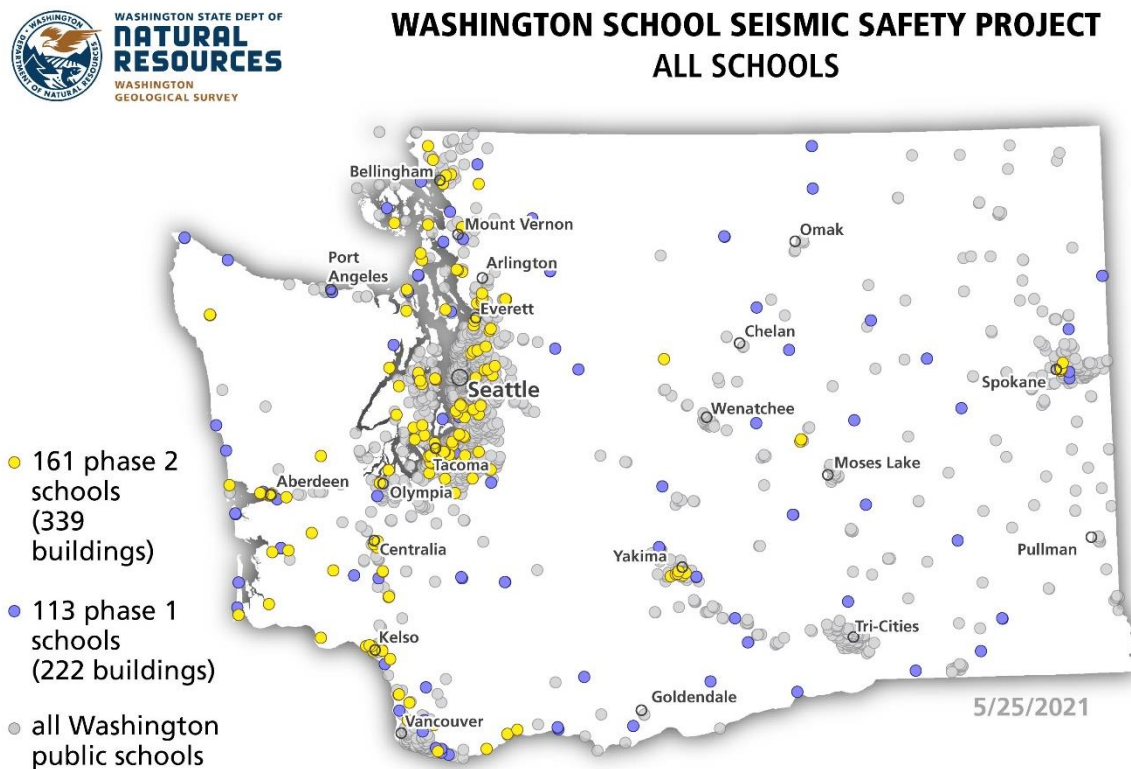 WASHINGTON STATE DEPT OF
NATURAL
RESOURCES
WASHINGTON
GEOLOGICAL SURVEY
WASHINGTON
DEPARTMENT OF NATURAL RESOURCES
WASHINGTON SCHOOL SEISMIC SAFETY PROJECT
ALL SCHOOLS
Bellingham
Mount Vernon
Omak
Port
Angeles
Arlington
Everett
Chelan
Seattle
Spokane
Wenatchee
Tacoma
Moses Lake
Aberdeen
Olympia
Centralia
Pullman
Yakima
Tri-Cities
Kelso
Goldendale
Vancouver
5/25/2021
161 phase 2
schools
(339
buildings)
113 phase 1
schools
(222 buildings)
all Washington
public schools